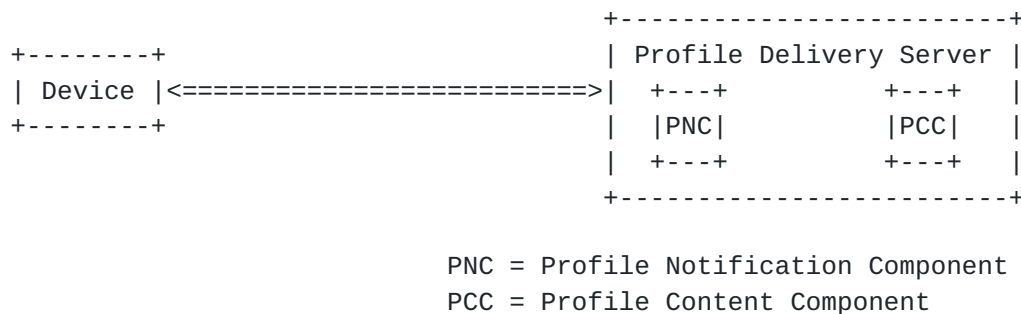 Profile Delivery Server
Device
PNC PCC
PNC = Profile Notification Component
PCC = Profile Content Component